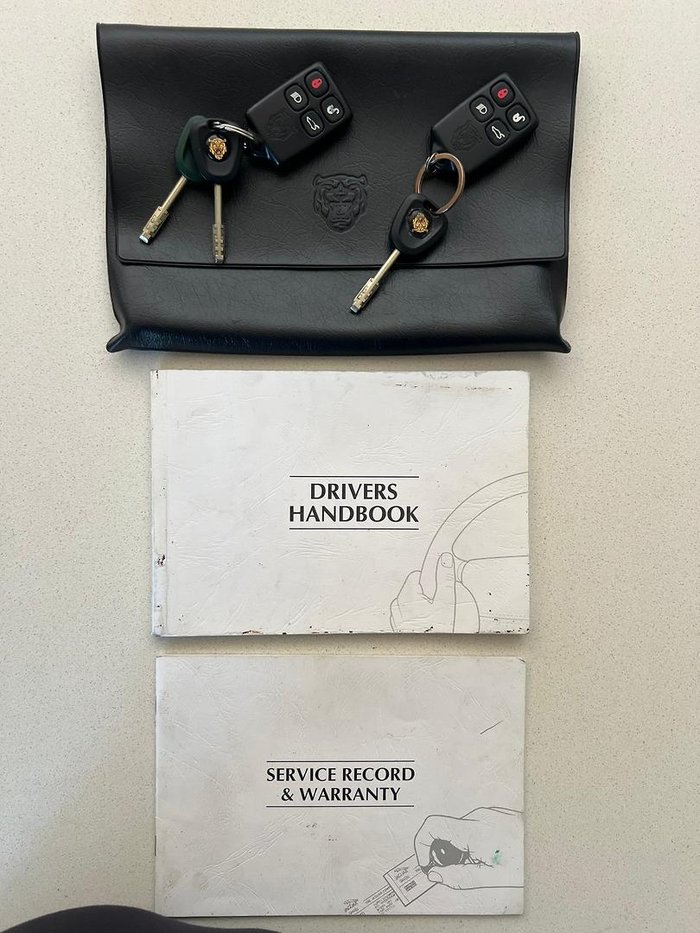 DRIVERS
HANDBOOK
SERVICE RECORD
& WARRANTY